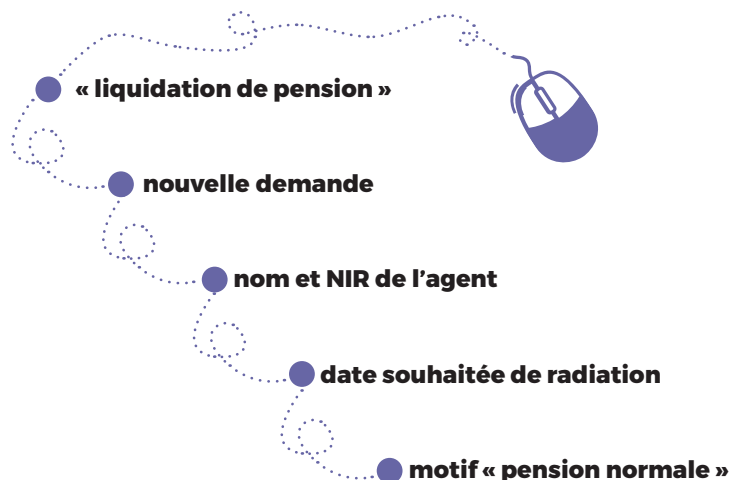 « liquidation de pension »
nouvelle demande
nom et NIR de l’agent
date souhaitée de radiation
motif « pension normale »